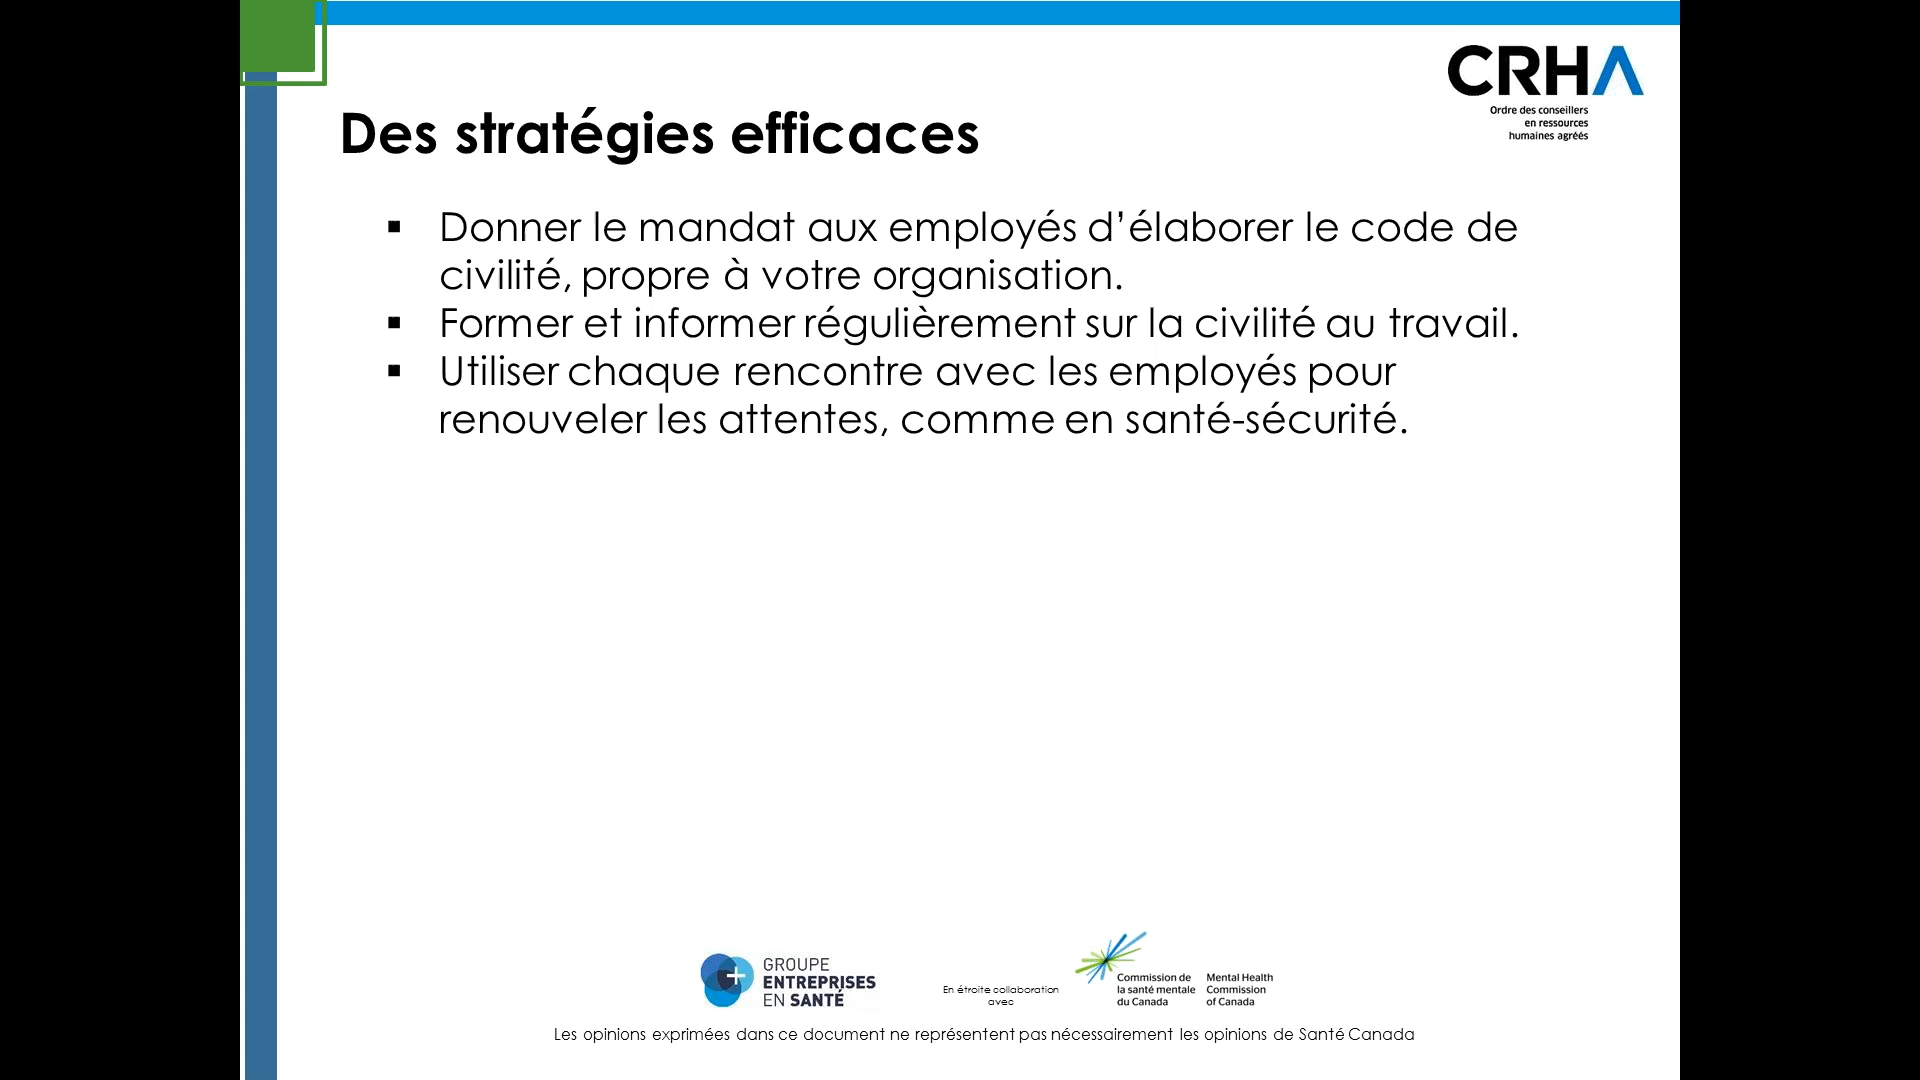 CRHA
Ordre des conseillers
en ressources
humaines agréés
Des stratégies efficaces
▪ Donner le mandat aux employés d’élaborer le code de
civilité, propre à votre organisation.
▪ Former et informer régulièrement sur la civilité au travail.
▪ Utiliser chaque rencontre avec les employés pour
renouveler les attentes, comme en santé-sécurité.
GROUPE
ENTREPRISES
EN SANTÉ
En étroite collaboration
avec
Commission de
la santé mentale
du Canada
Mental Health
Commission
of Canada
Les opinions exprimées dans ce document ne représentent pas nécessairement les opinions de Santé Canada